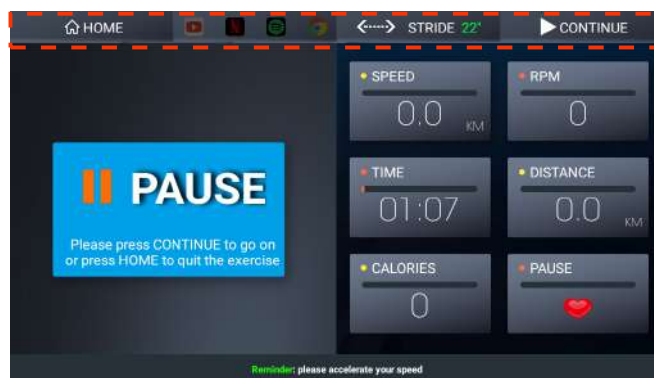 HOME
STRIDE 22"
CONTINUE
SPEED
0.0
KM
RPM
0
PAUSE
Please press CONTINUE to go on
or press HOME to quit the exercise
TIME
01:07
DISTANCE
0.0
KM
CALORIES
0
PAUSE
Reminder: please accelerate your speed